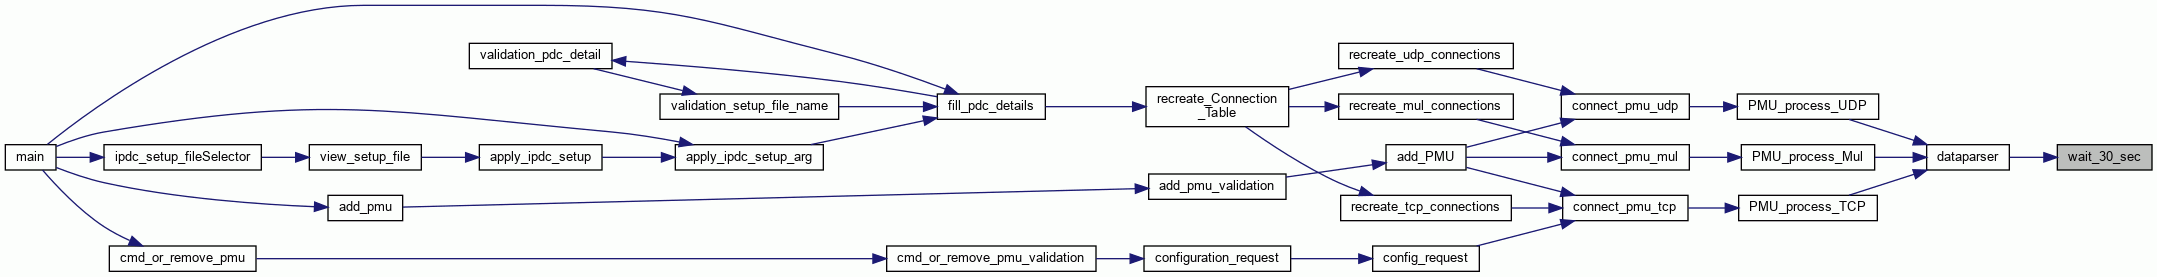 main
ipdc_setup_fileSelector
view_setup_file
add_pmu
cmd_or_remove_pmu
validation_pdc_detail
validation_setup_file_name
apply_ipdc_setup
apply_ipdc_setup_arg
fill_pdc_details
cmd_or_remove_pmu_validation
recreate_Connection
_Table
add_pmu_validation
configuration_request
recreate_udp_connections
recreate_mul_connections
add_PMU
recreate_tcp_connections
config_request
connect_pmu_udp
connect_pmu_mul
connect_pmu_tcp
PMU_process_UDP
PMU_process_Mul
PMU_process_TCP
dataparser
wait_30_sec